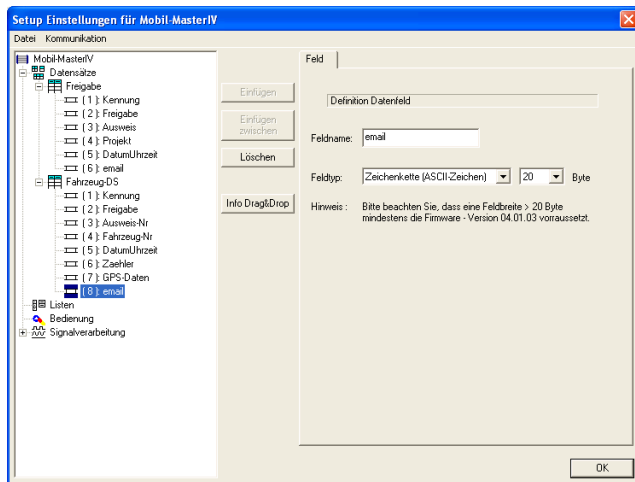 Setup Einstellungen für Mobil-MasterIV
Datei Kommunikation
Mobil-MasterIV
Datensätze
Freigabe
( 1 ): Kennung
( 2 ): Freigabe
( 3 ): Ausweis
( 4 ): Projekt
( 5 ): DatumUhrzeit
( 6 ): email
Fahrzeug-DS
( 1 ): Kennung
( 2 ): Freigabe
( 3 ): Ausweis-Nr
( 4 ): Fahrzeug-Nr
( 5 ): DatumUhrzeit
( 6 ): Zaehler
( 7 ): GPS-Daten
( 8 ): email
Listen
Bedienung
Signalverarbeitung
Einfügen
Einfügen
zwischen
Löschen
Info Drag&Drop
Feld
Definition Datenfeld
Feldname: email
Feldtyp: Zeichenkette (ASCII-Zeichen) 20 Byte
Hinweis : Bitte beachten Sie, dass eine Feldbreite > 20 Byte
mindestens die Firmware - Version 04.01.03 vorraussetzt.
OK